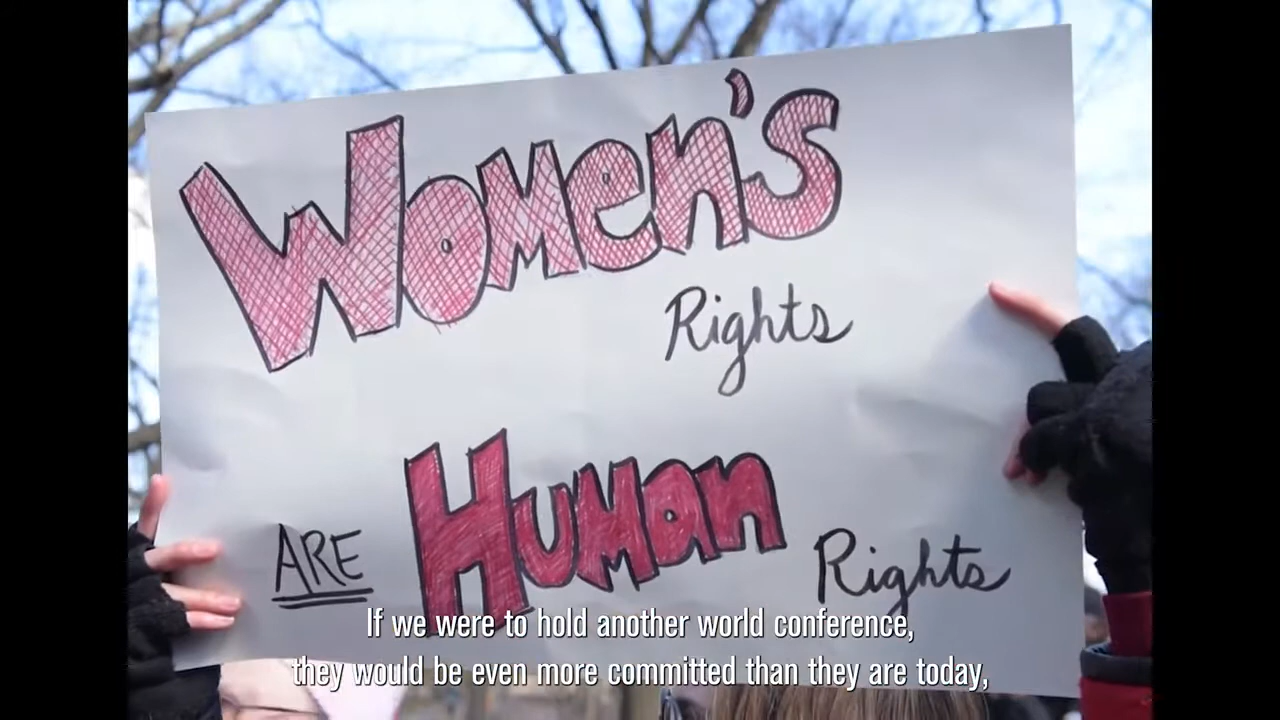 Women's
Rights
ARE Human Rights
If we were to hold another world conference,
they would be even more committed than they are today,